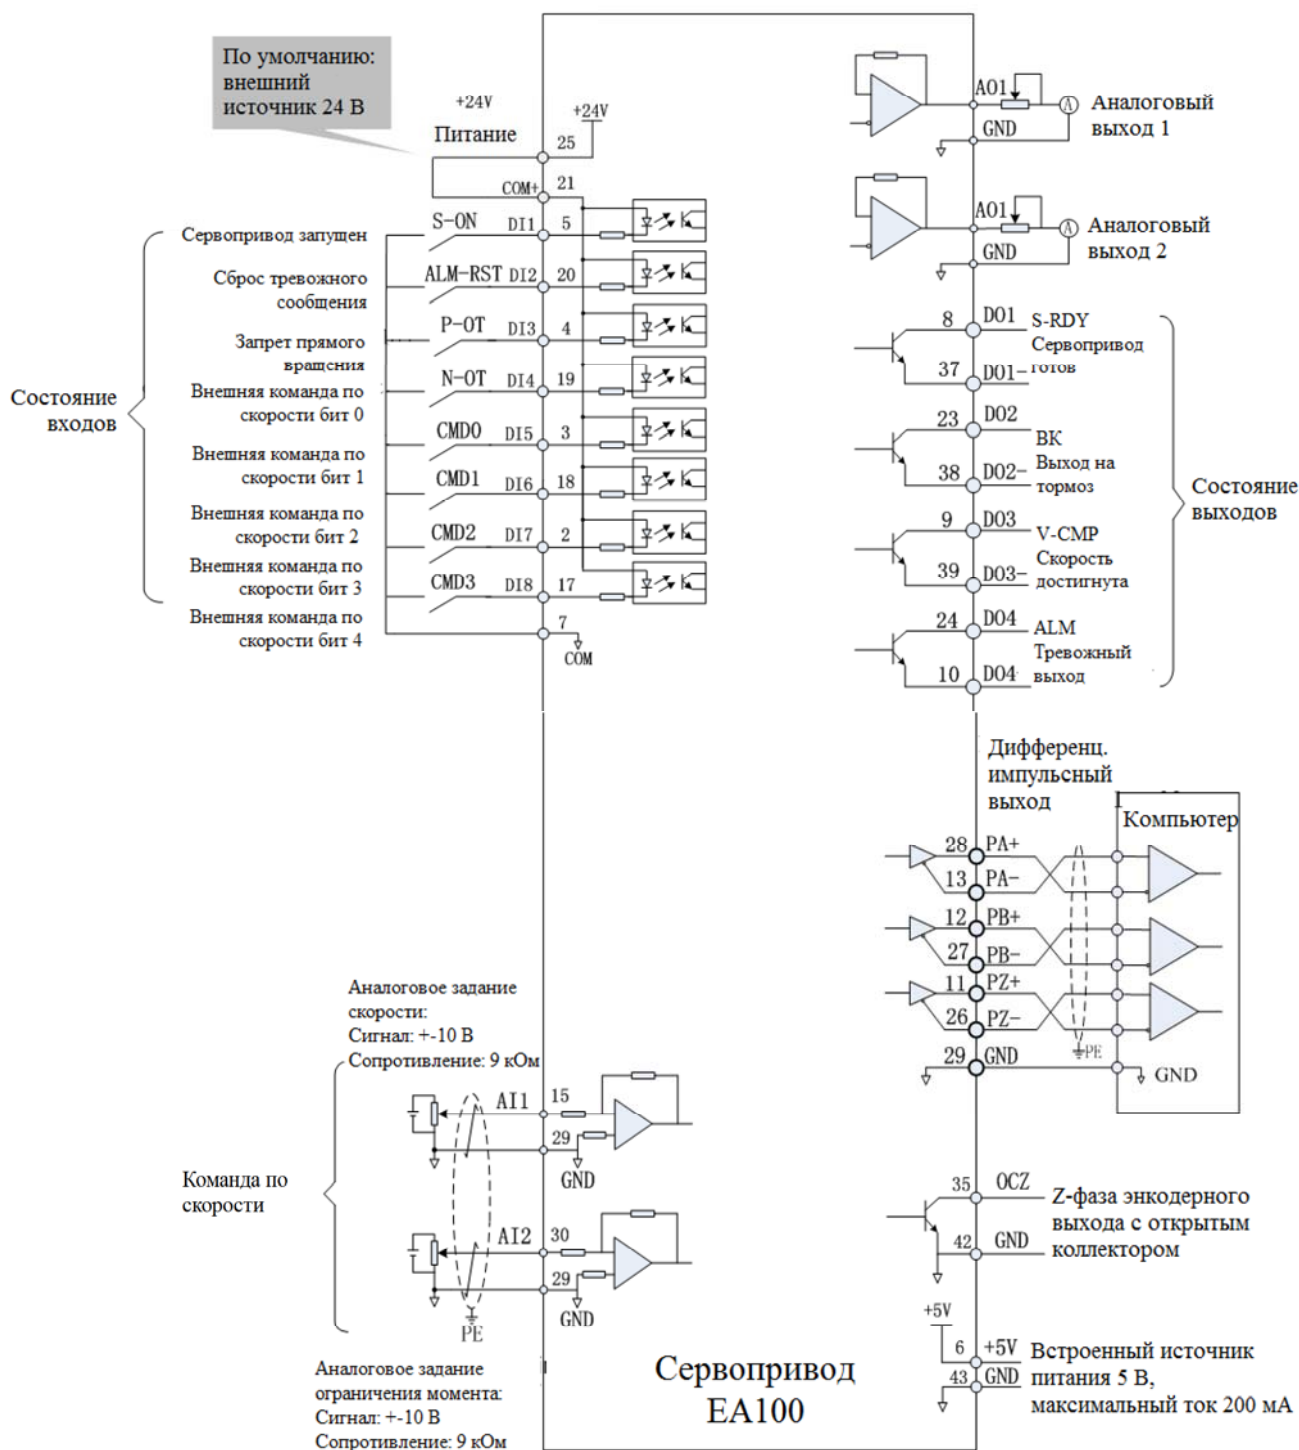 По умолчанию:
внешний
источник 24 В
+24V
Питание
+24V
25
COM+
21
Состояние
входов
Сервопривод запущен
S-ON
DI1
5
Сброс тревожного
сообщения
ALM-RST
DI2
20
Запрет прямого
вращения
P-OT
DI3
4
Внешняя команда по
скорости бит 0
N-OT
DI4
19
Внешняя команда по
скорости бит 1
CMD0
DI5
3
CMD1
DI6
18
Внешняя команда по
скорости бит 2
CMD2
DI7
2
Внешняя команда по
скорости бит 3
CMD3
DI8
17
Внешняя команда по
скорости бит 4
7
COM
AO1
A
GND
Аналоговый
выход 1
AO1
A
GND
Аналоговый
выход 2
8
DO1
37
DO1-
S-RDY
Сервопривод
готов
23
DO2
38
DO2-
ВК
Выход на
тормоз
9
DO3
39
DO3-
V-CMP
Скорость
достигнута
24
DO4
10
DO4-
ALM
Тревожный
выход
Состояние
выходов
Дифференц.
импульсный
выход
Компьютер
28
PA+
13
PA-
12
PB+
27
PB-
11
PZ+
26
PZ-
PE
29
GND
GND
Аналоговое задание
скорости:
Сигнал: +-10 В
Сопротивление: 9 кОм
AI1
15
29
GND
Команда по
скорости
AI2
30
29
GND
PE
Аналоговое задание
ограничения момента:
Сигнал: +-10 В
Сопротивление: 9 кОм
35
OCZ
42
GND
Z-фаза энкодерного
выхода с открытым
коллектором
+5V
6
+5V
43
GND
Встроенный источник
питания 5 В,
максимальный ток 200 мА
Сервопривод
EA100